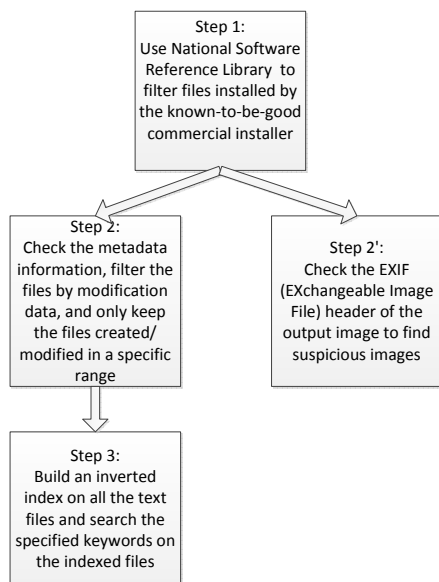 Step 1:
Use National Software
Reference Library  to
filter files installed by
the known-to-be-good
commercial installer
Step 2:
Check the metadata
information, filter the
files by modification
data, and only keep
the files created/
modified in a specific
range
Step 2':
Check the EXIF
(EXchangeable Image
File) header of the
output image to find
suspicious images
Step 3:
Build an inverted
index on all the text
files and search the
specified keywords on
the indexed files